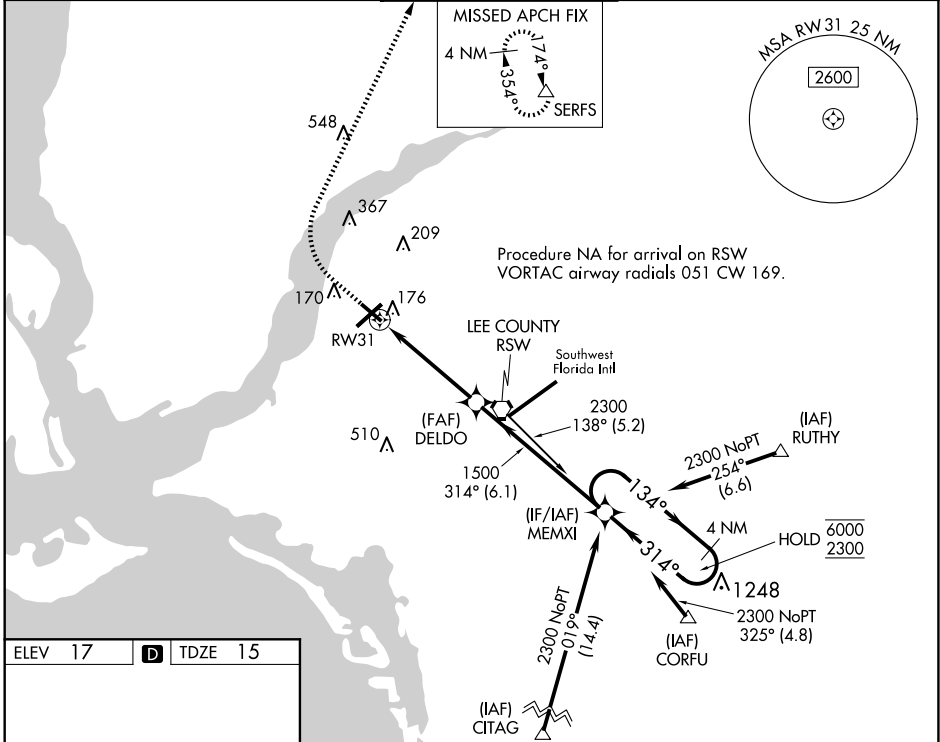 MISSED APCH FIX
4 NM
174°
354°
SERFS
MSA RW31 25 NM
2600
548
367
209
170
176
RW31
Procedure NA for arrival on RSW
VORTAC airway radials 051 CW 169.
LEE COUNTY
RSW
Southwest
Florida Intl
(FAF)
DELDO
2300
138° (5.2)
510
1500
314° (6.1)
(IAF)
RUTHY
2300 NoPT
254°
(6.6)
(IF/IAF)
MEMXI
134°
4 NM
314°
HOLD
6000
2300
1248
2300 NoPT
325° (4.8)
(IAF)
CORFU
2300 NoPT
019°
(14.4)
(IAF)
CITAG
ELEV 17 D TDZE 15